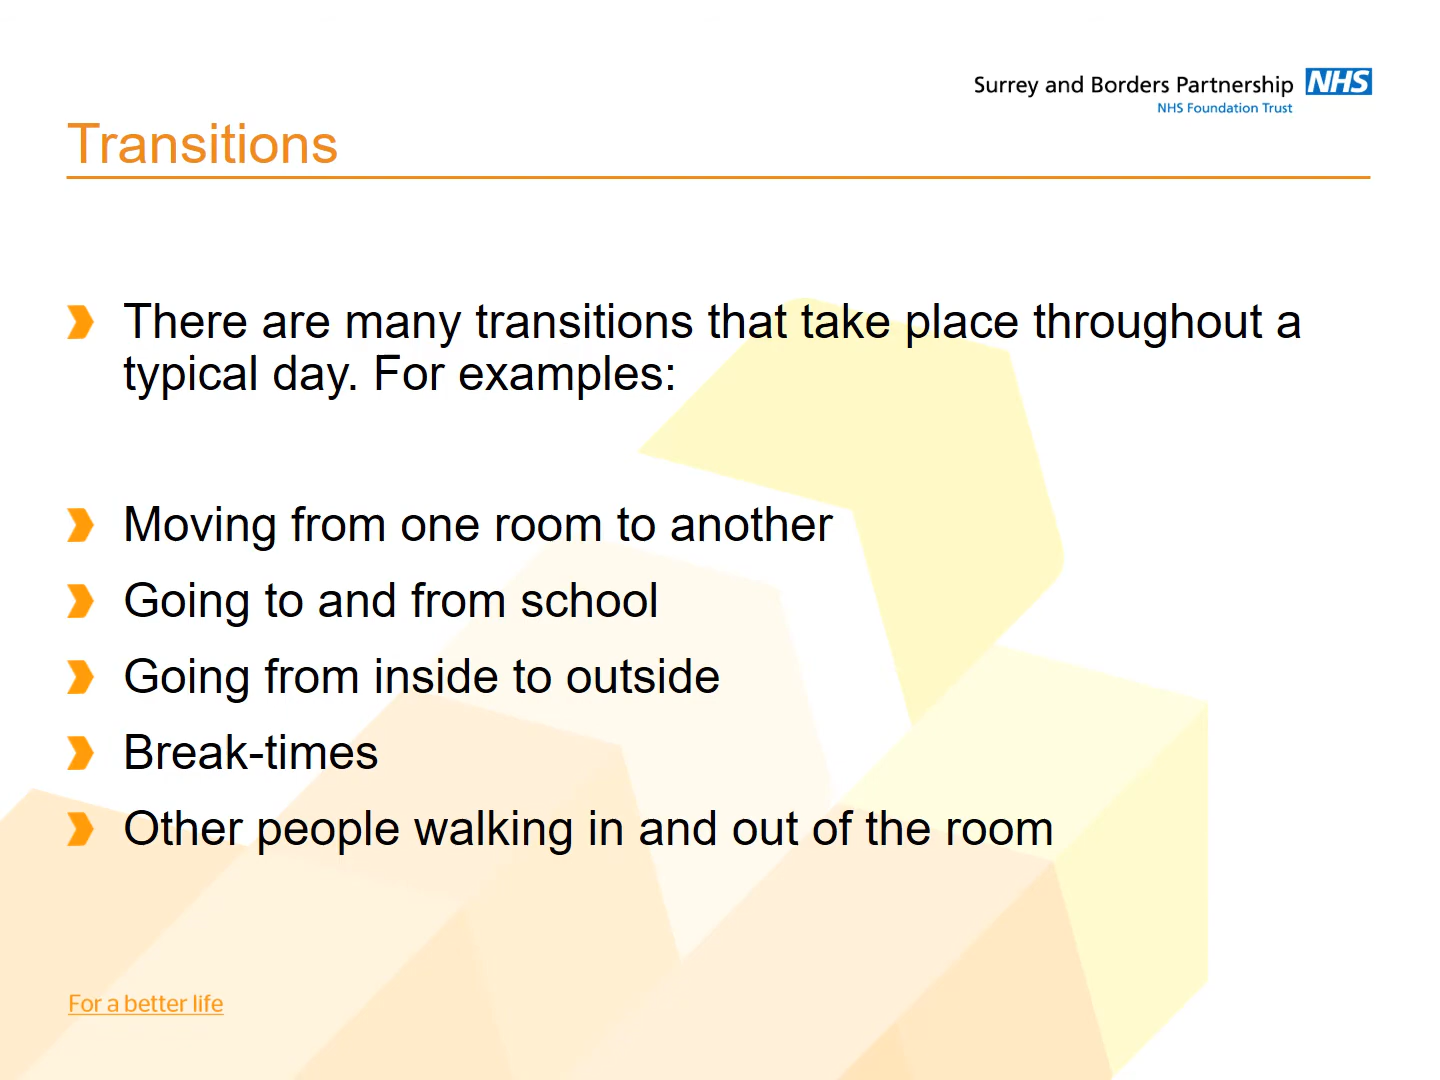 Surrey and Borders Partnership NHS
NHS Foundation Trust
Transitions
There are many transitions that take place throughout a
typical day. For examples:
Moving from one room to another
Going to and from school
Going from inside to outside
Break-times
Other people walking in and out of the room
For a better life